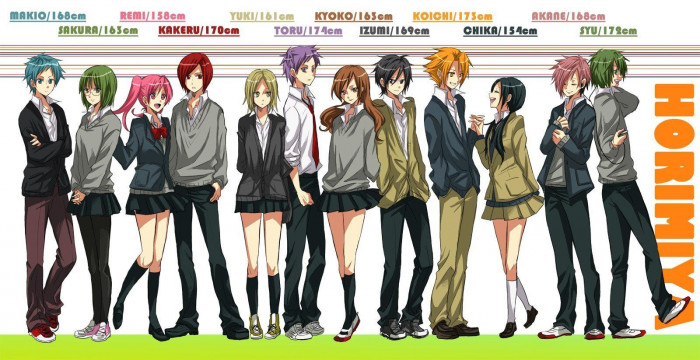 MAKIO/168cm
SAKURA/163cm
REMI/158cm
KAKERU/170cm
YUKI/161cm
TORU/174cm
KYOKO/163cm
IZUMI/169cm
KOICHI/175cm
CHIKA/154cm
AKANE/168cm
SYU/172cm
HORIMIYA